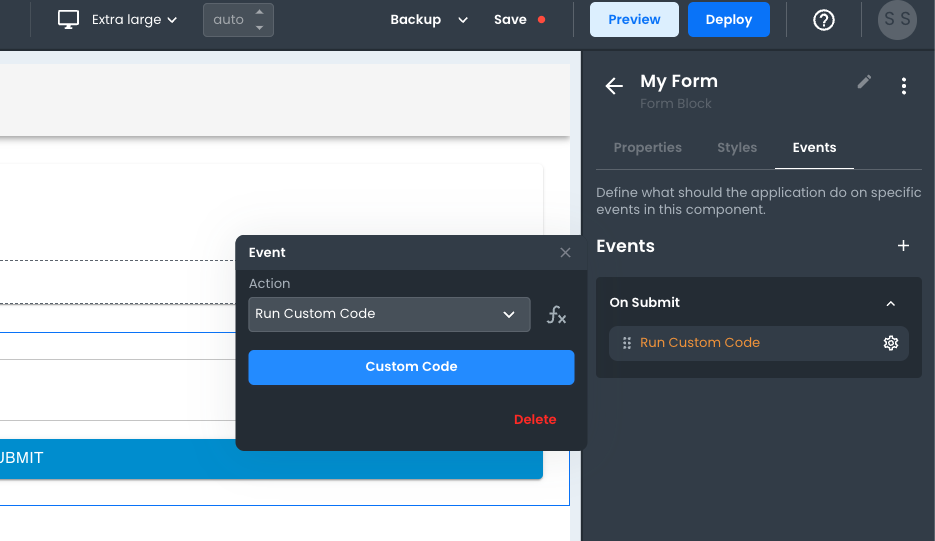 Extra large
auto
Backup
Save
Preview
Deploy
S S
My Form
Form Block
Properties
Styles
Events
Define what should the application do on specific
events in this component.
Events
On Submit
Run Custom Code
Event
Action
Run Custom Code
fx
Custom Code
Delete
UBMIT